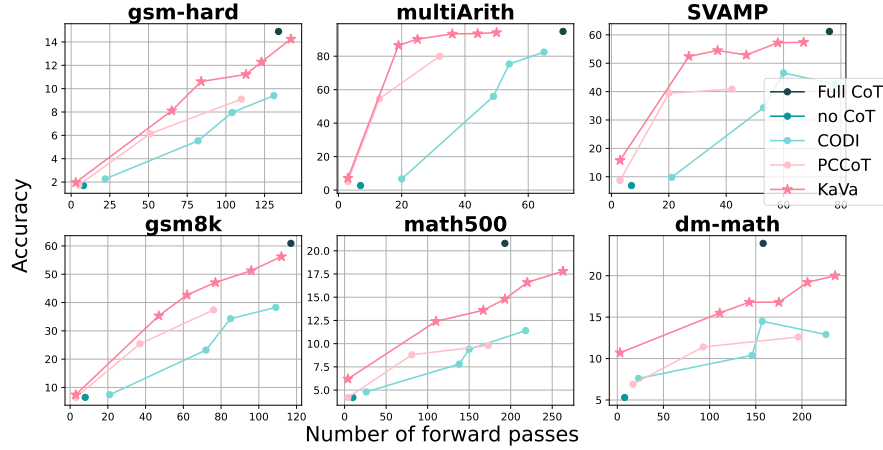 gsm-hard
multiArith
SVAMP
14
12
10
8
6
4
2
0 25 50 75 100 125
80
60
40
20
0
0 20 40 60
60
50
40
30
20
10
0 20 40 60 80
Full CoT
no CoT
CODI
PCCoT
KaVa
Accuracy
gsm8k
math500
dm-math
60
50
40
30
20
10
0 20 40 60 80 100 120
20.0
17.5
15.0
12.5
10.0
7.5
5.0
0 50 100 150 200 250
20
15
10
5
0 50 100 150 200
Number of forward passes